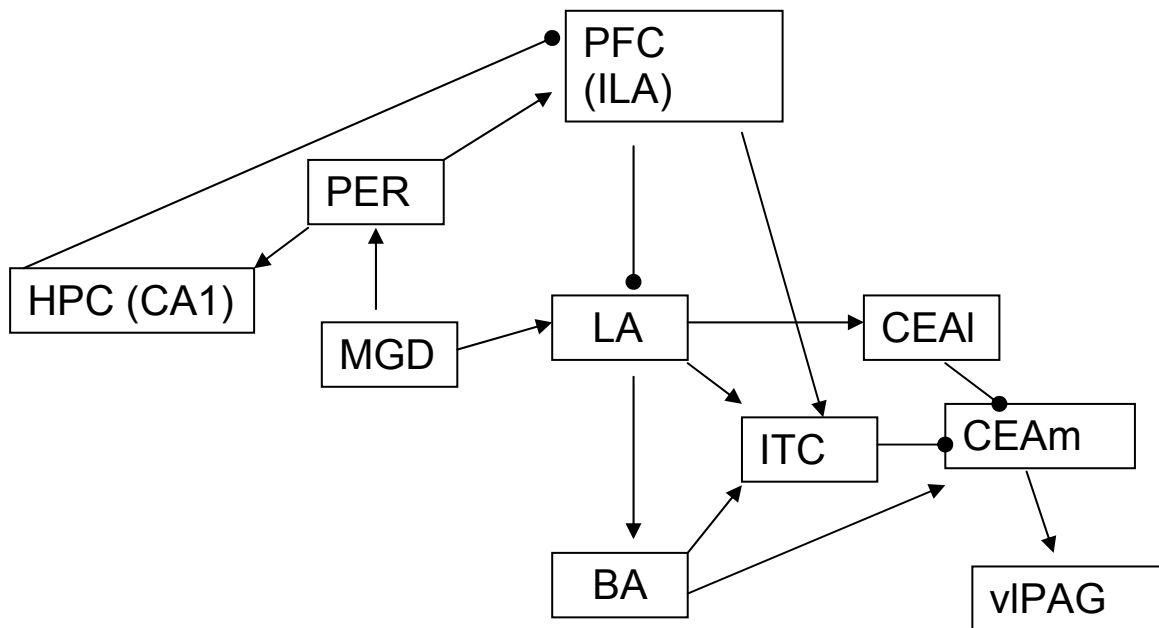 PFC
(ILA)
PER
HPC (CA1)
MGD
LA
CEAl
ITC
CEAm
BA
vlPAG